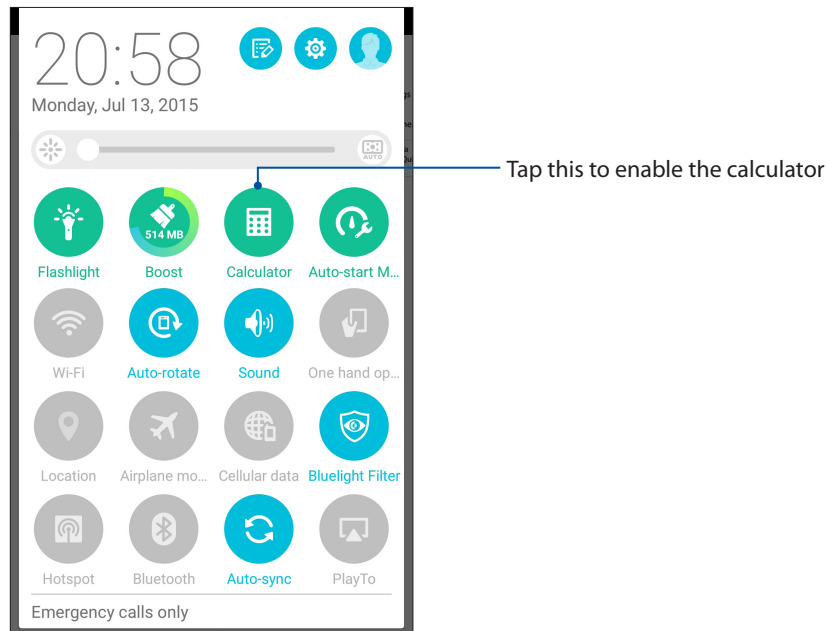 20:58
Monday, Jul 13, 2015
AUTO
Tap this to enable the calculator
514 MB
Flashlight Boost Calculator Auto-start M...
Wi-Fi Auto-rotate Sound One hand op...
Location Airplane mo... Cellular data Bluelight Filter
Hotspot Bluetooth Auto-sync PlayTo
Emergency calls only